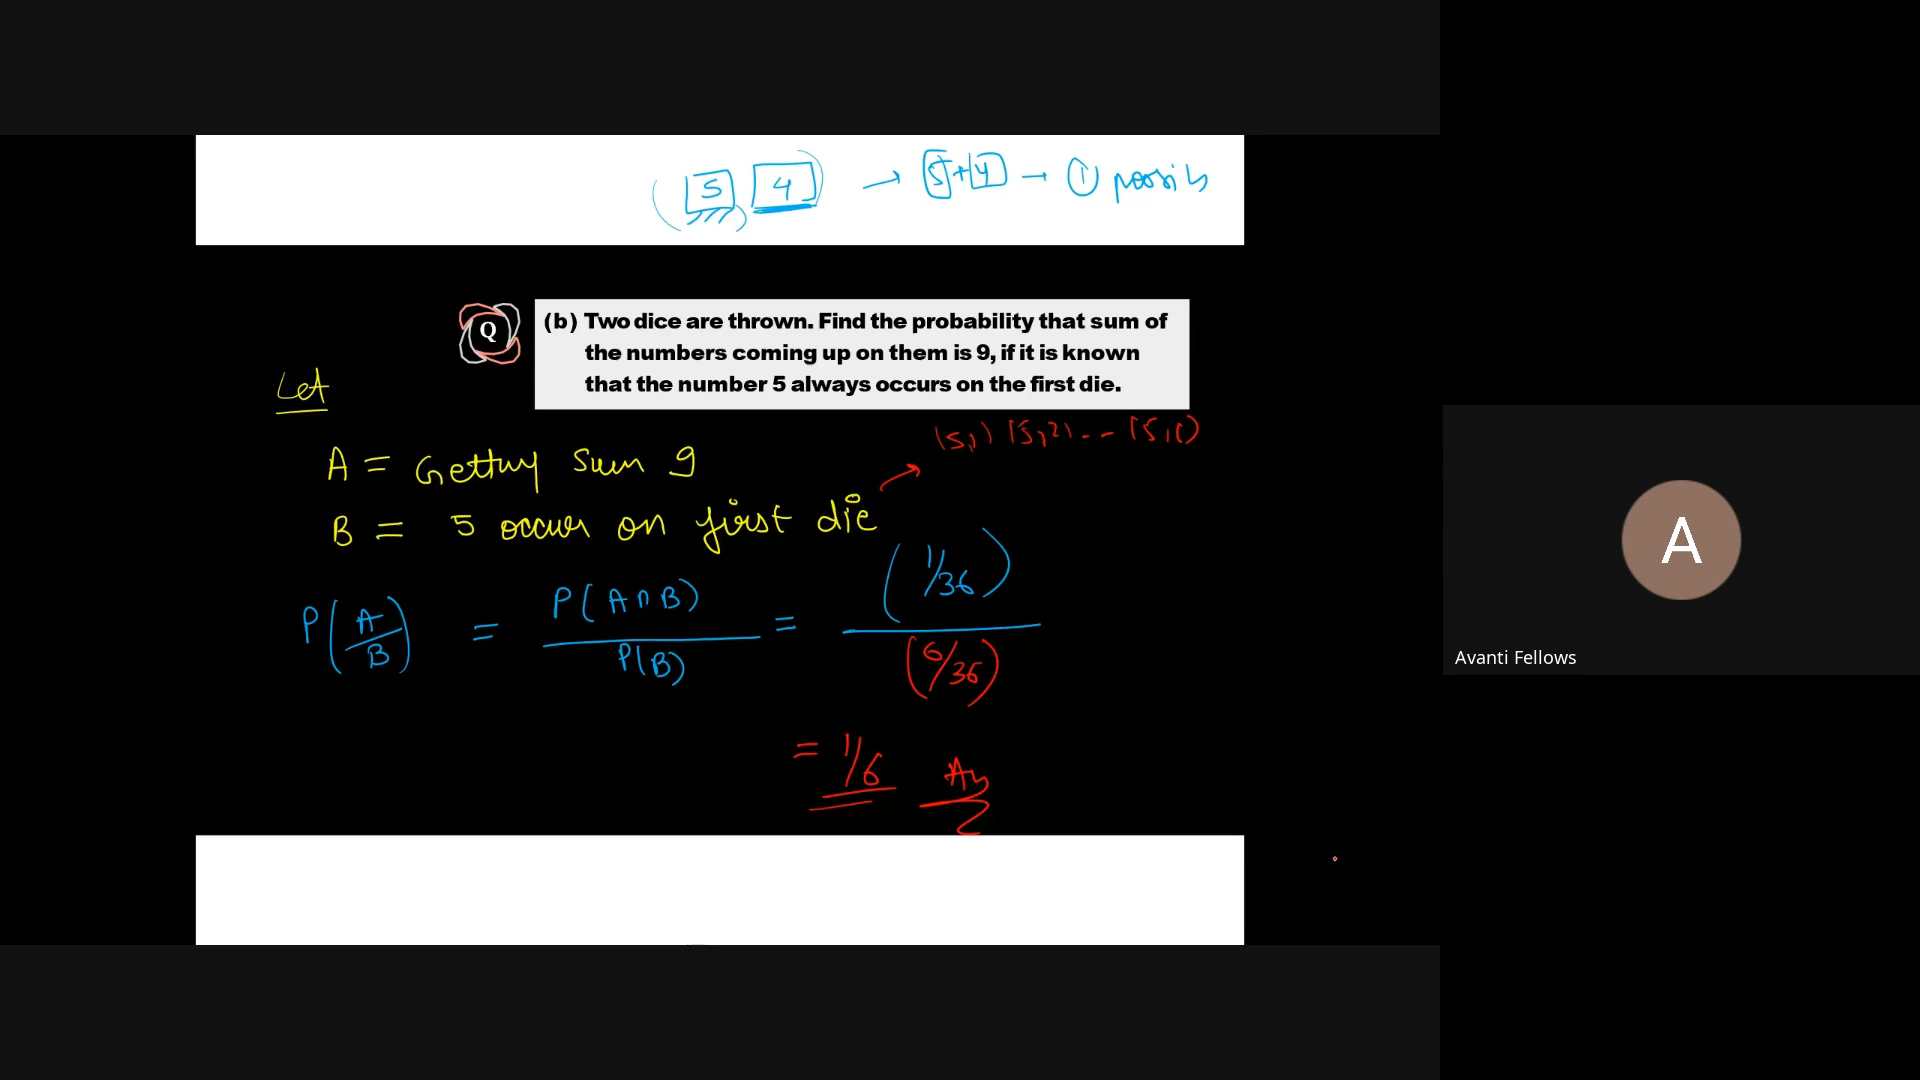 (5 4) → 5+4 → ①
Q
(b) Two dice are thrown. Find the probability that sum of
the numbers coming up on them is 9, if it is known
that the number 5 always occurs on the first die.
Let
(5,1) (5,2) -- (5,6)
A = Getting sum 9
B = 5 occurs on first die
P(A/B) = P(A∩B)/P(B) = (1/36)/(6/36)
= 1/6 Ans
A
Avanti Fellows